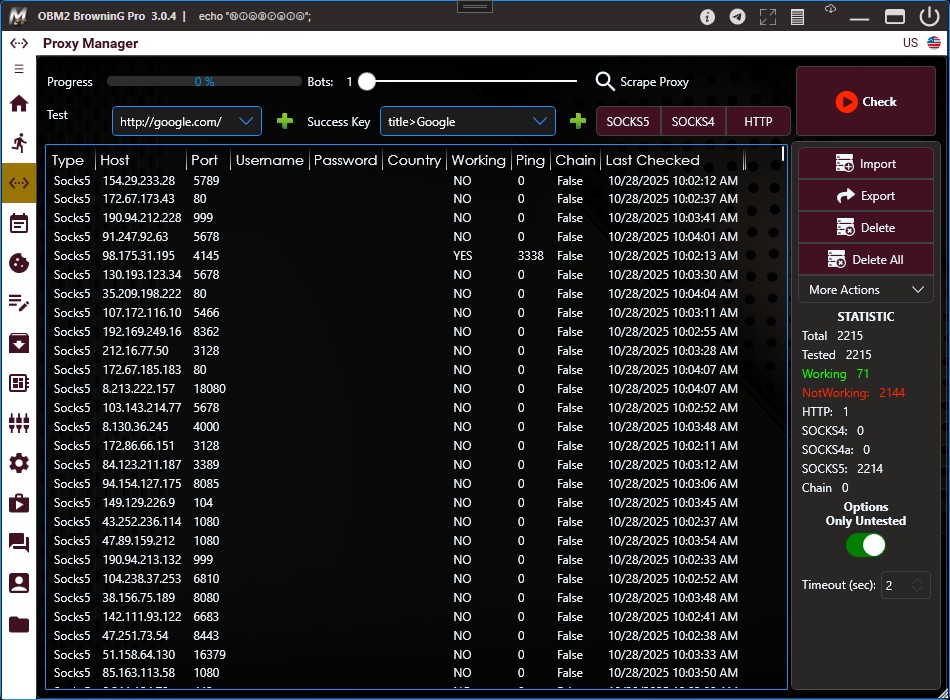 OBM2 BrowninG Pro 3.0.4 | echo "ⓃⒾⓄⒷⓇⓐⒾⓄ";
Proxy Manager
US
Progress 0 % Bots: 1 Scrape Proxy
Check
Test http://google.com/ Success Key title>Google SOCKS5 SOCKS4 HTTP
Type Host Port Username Password Country Working Ping Chain Last Checked
Socks5 154.29.233.28 5789 NO 0 False 10/28/2025 10:02:12 AM
Socks5 172.67.173.43 80 NO 0 False 10/28/2025 10:02:37 AM
Socks5 190.94.212.228 999 NO 0 False 10/28/2025 10:03:41 AM
Socks5 91.247.92.63 5678 NO 0 False 10/28/2025 10:04:01 AM
Socks5 98.175.31.195 4145 YES 3338 False 10/28/2025 10:02:13 AM
Socks5 130.193.123.34 5678 NO 0 False 10/28/2025 10:03:30 AM
Socks5 35.209.198.222 80 NO 0 False 10/28/2025 10:04:04 AM
Socks5 107.172.116.10 5466 NO 0 False 10/28/2025 10:03:11 AM
Socks5 192.169.249.16 8362 NO 0 False 10/28/2025 10:02:55 AM
Socks5 212.16.77.50 3128 NO 0 False 10/28/2025 10:03:28 AM
Socks5 172.67.185.183 80 NO 0 False 10/28/2025 10:04:07 AM
Socks5 8.213.222.157 18080 NO 0 False 10/28/2025 10:04:07 AM
Socks5 103.143.214.77 5678 NO 0 False 10/28/2025 10:02:52 AM
Socks5 8.130.36.245 4000 NO 0 False 10/28/2025 10:03:48 AM
Socks5 172.86.66.151 3128 NO 0 False 10/28/2025 10:02:11 AM
Socks5 84.123.211.187 3389 NO 0 False 10/28/2025 10:03:12 AM
Socks5 94.154.127.175 8085 NO 0 False 10/28/2025 10:03:06 AM
Socks5 149.129.226.9 104 NO 0 False 10/28/2025 10:03:45 AM
Socks5 43.252.236.114 1080 NO 0 False 10/28/2025 10:02:37 AM
Socks5 47.89.159.212 1080 NO 0 False 10/28/2025 10:03:54 AM
Socks5 190.94.213.132 999 NO 0 False 10/28/2025 10:02:33 AM
Socks5 104.238.37.253 6810 NO 0 False 10/28/2025 10:02:52 AM
Socks5 38.156.75.189 8080 NO 0 False 10/28/2025 10:03:48 AM
Socks5 142.111.93.122 6683 NO 0 False 10/28/2025 10:02:41 AM
Socks5 47.251.73.54 8443 NO 0 False 10/28/2025 10:02:38 AM
Socks5 51.158.64.130 16379 NO 0 False 10/28/2025 10:03:33 AM
Socks5 85.163.113.58 1080 NO 0 False 10/28/2025 10:03:50 AM
Import
Export
Delete
Delete All
More Actions
STATISTIC
Total 2215
Tested 2215
Working 71
NotWorking: 2144
HTTP: 1
SOCKS4: 0
SOCKS4a: 0
SOCKS5: 2214
Chain 0
Options
Only Untested
Timeout (sec): 2